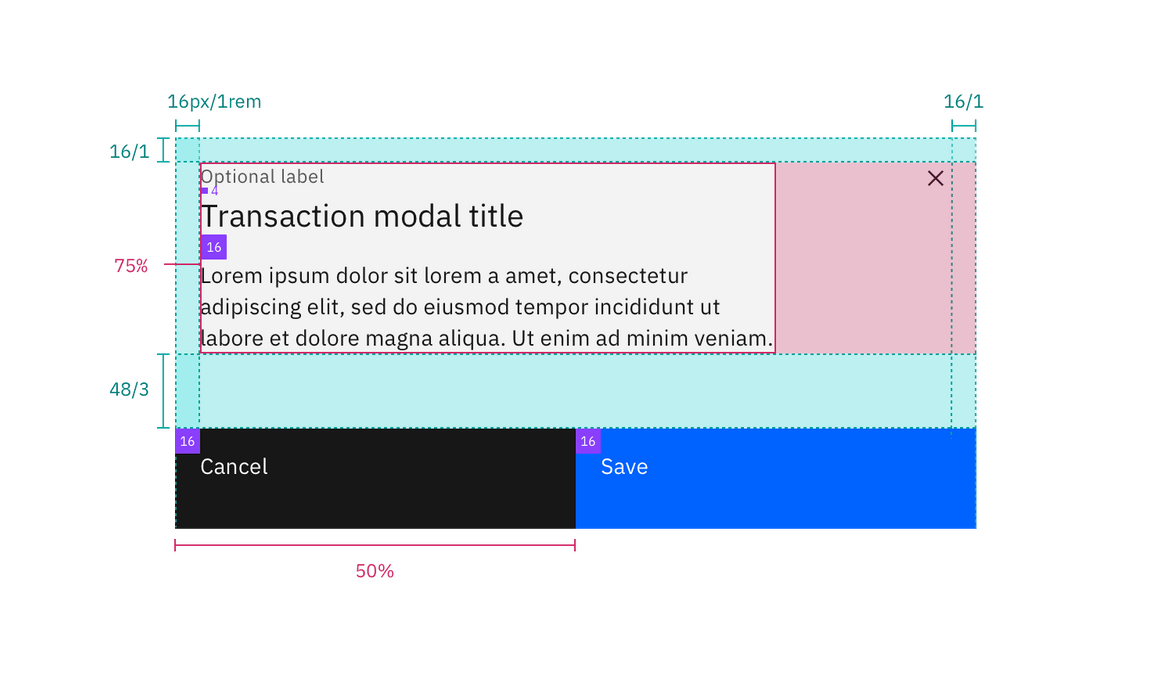 16px/1rem
16/1
16/1
Optional label
4
Transaction modal title
16
75%
Lorem ipsum dolor sit lorem a amet, consectetur
adipiscing elit, sed do eiusmod tempor incididunt ut
labore et dolore magna aliqua. Ut enim ad minim veniam.
48/3
16
16
Cancel
Save
50%